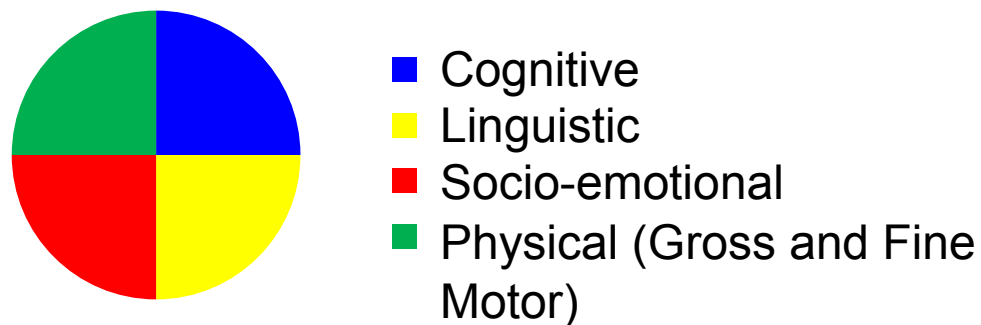 Cognitive
Linguistic
Socio-emotional
Physical (Gross and Fine
Motor)